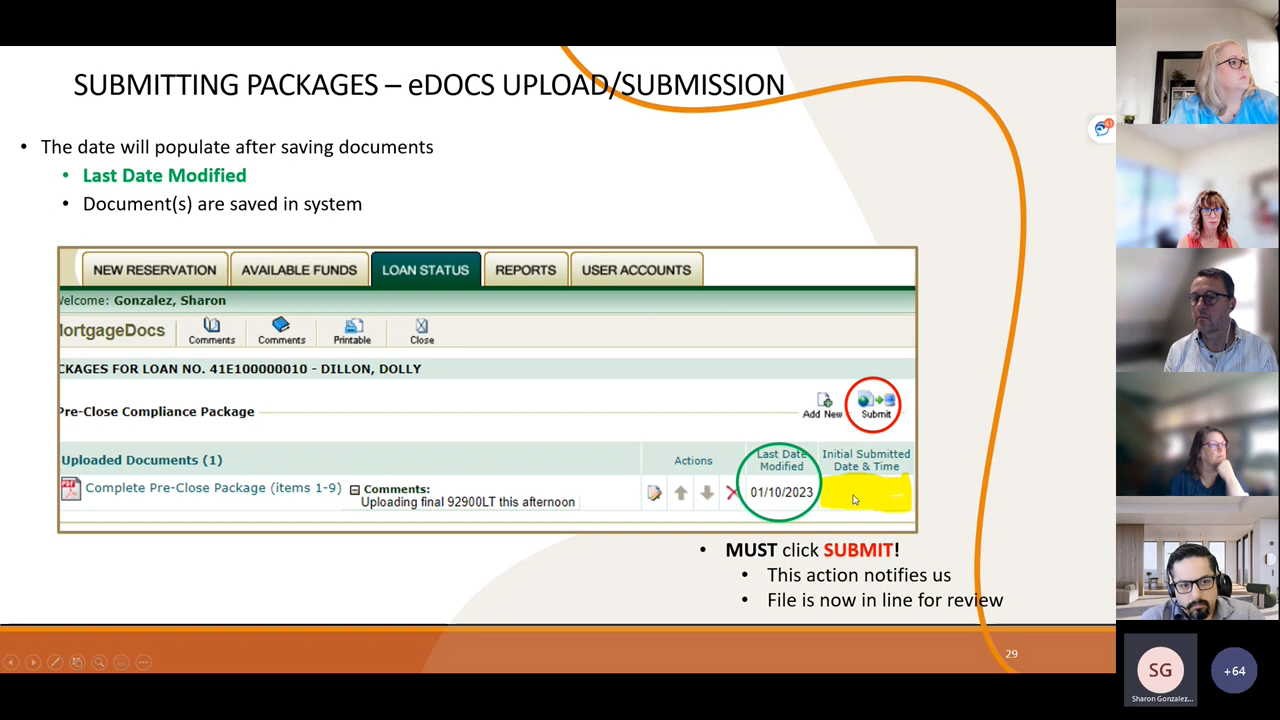 SUBMITTING PACKAGES – eDOCS UPLOAD/SUBMISSION
• The date will populate after saving documents
• Last Date Modified
• Document(s) are saved in system
NEW RESERVATION AVAILABLE FUNDS LOAN STATUS REPORTS USER ACCOUNTS
Welcome: Gonzalez, Sharon
MortgageDocs Comments Comments Printable Close
CKAGES FOR LOAN NO. 41E100000010 - DILLON, DOLLY
Pre-Close Compliance Package Add New Submit
Uploaded Documents (1) Actions Last Date Modified Initial Submitted Date & Time
Complete Pre-Close Package (items 1-9) Comments: 01/10/2023
Uploading final 92900LT this afternoon
• MUST click SUBMIT!
• This action notifies us
• File is now in line for review
29
SG
Sharon Gonzalez...
+64